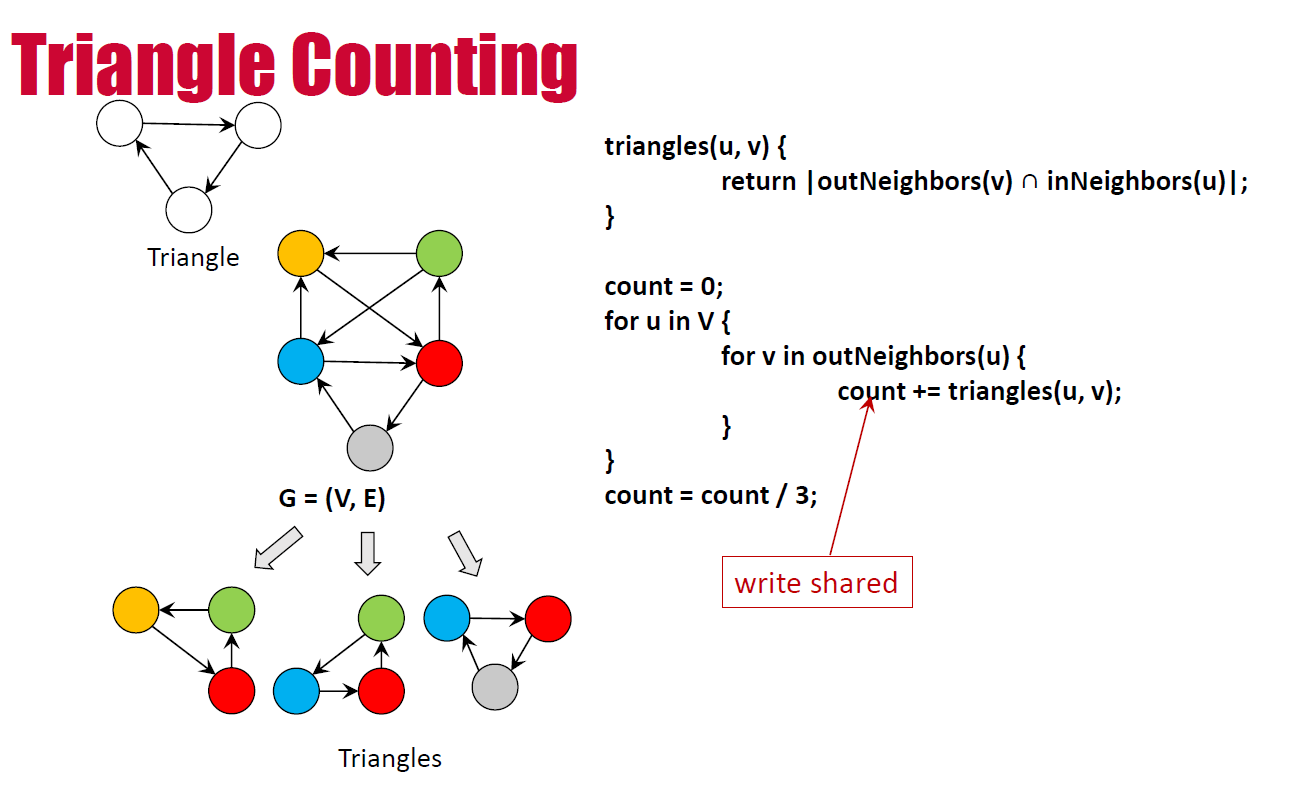 Triangle Counting
Triangle
G = (V, E)
Triangles
triangles(u, v) {
return |outNeighbors(v) ∩ inNeighbors(u)|;
}
count = 0;
for u in V {
for v in outNeighbors(u) {
count += triangles(u, v);
}
}
count = count / 3;
write shared